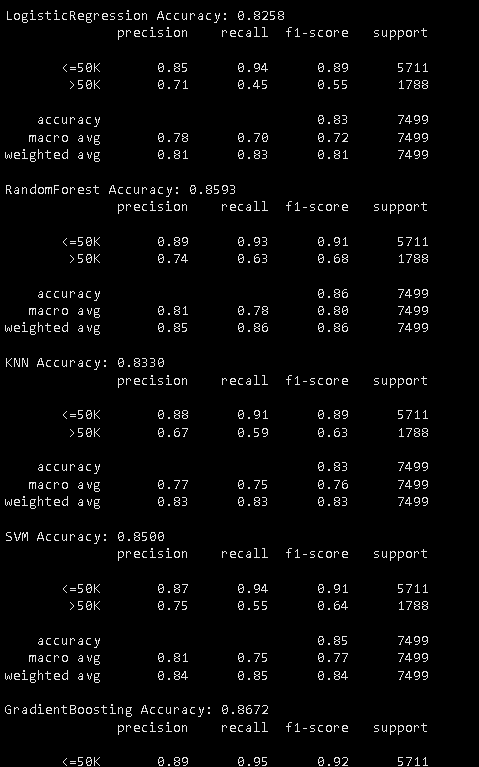 LogisticRegression Accuracy: 0.8258
precision recall f1-score support
<=50K 0.85 0.94 0.89 5711
>50K 0.71 0.45 0.55 1788
accuracy 0.83 7499
macro avg 0.78 0.70 0.72 7499
weighted avg 0.81 0.83 0.81 7499
RandomForest Accuracy: 0.8593
precision recall f1-score support
<=50K 0.89 0.93 0.91 5711
>50K 0.74 0.63 0.68 1788
accuracy 0.86 7499
macro avg 0.81 0.78 0.80 7499
weighted avg 0.85 0.86 0.86 7499
KNN Accuracy: 0.8330
precision recall f1-score support
<=50K 0.88 0.91 0.89 5711
>50K 0.67 0.59 0.63 1788
accuracy 0.83 7499
macro avg 0.77 0.75 0.76 7499
weighted avg 0.83 0.83 0.83 7499
SVM Accuracy: 0.8500
precision recall f1-score support
<=50K 0.87 0.94 0.91 5711
>50K 0.75 0.55 0.64 1788
accuracy 0.85 7499
macro avg 0.81 0.75 0.77 7499
weighted avg 0.84 0.85 0.84 7499
GradientBoosting Accuracy: 0.8672
precision recall f1-score support
<=50K 0.89 0.95 0.92 5711